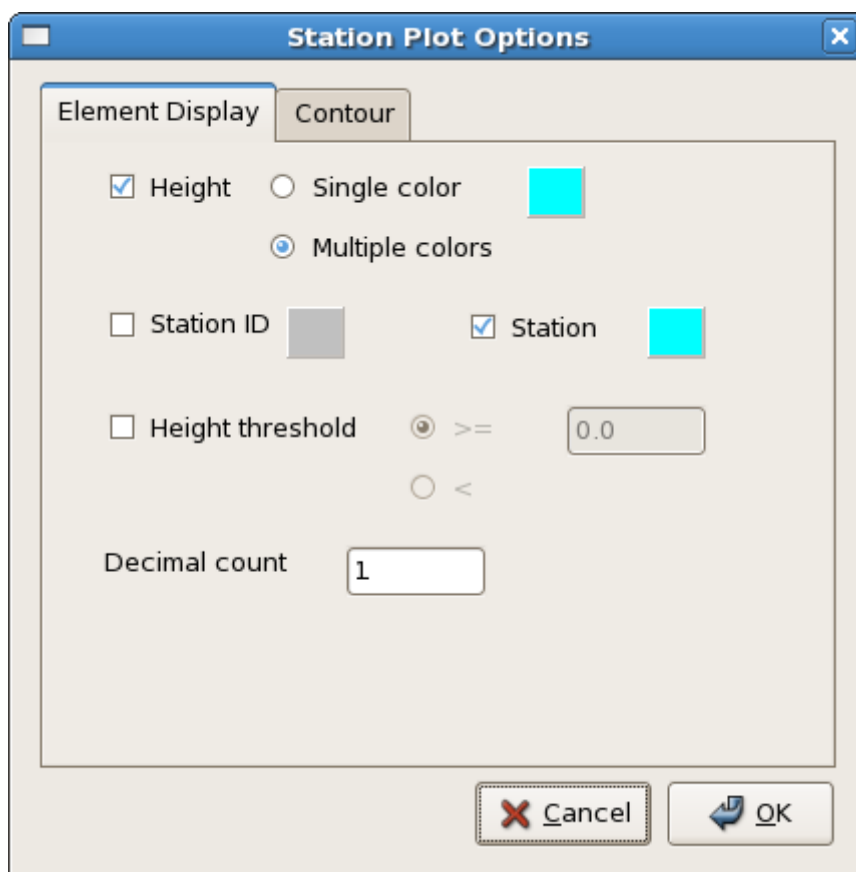 Station Plot Options
Element Display Contour
Height Single color
Multiple colors
Station ID Station
Height threshold >= 0.0
<
Decimal count 1
Cancel OK